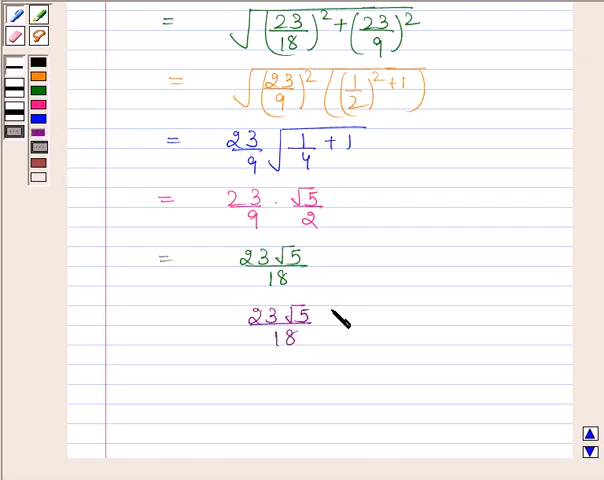 = √((23/18)² + (23/9)²)
= √((23/9)² ((1/2)² + 1))
= 23/9 √(1/4 + 1)
= 23/9 · √5/2
= 23√5/18
23√5/18